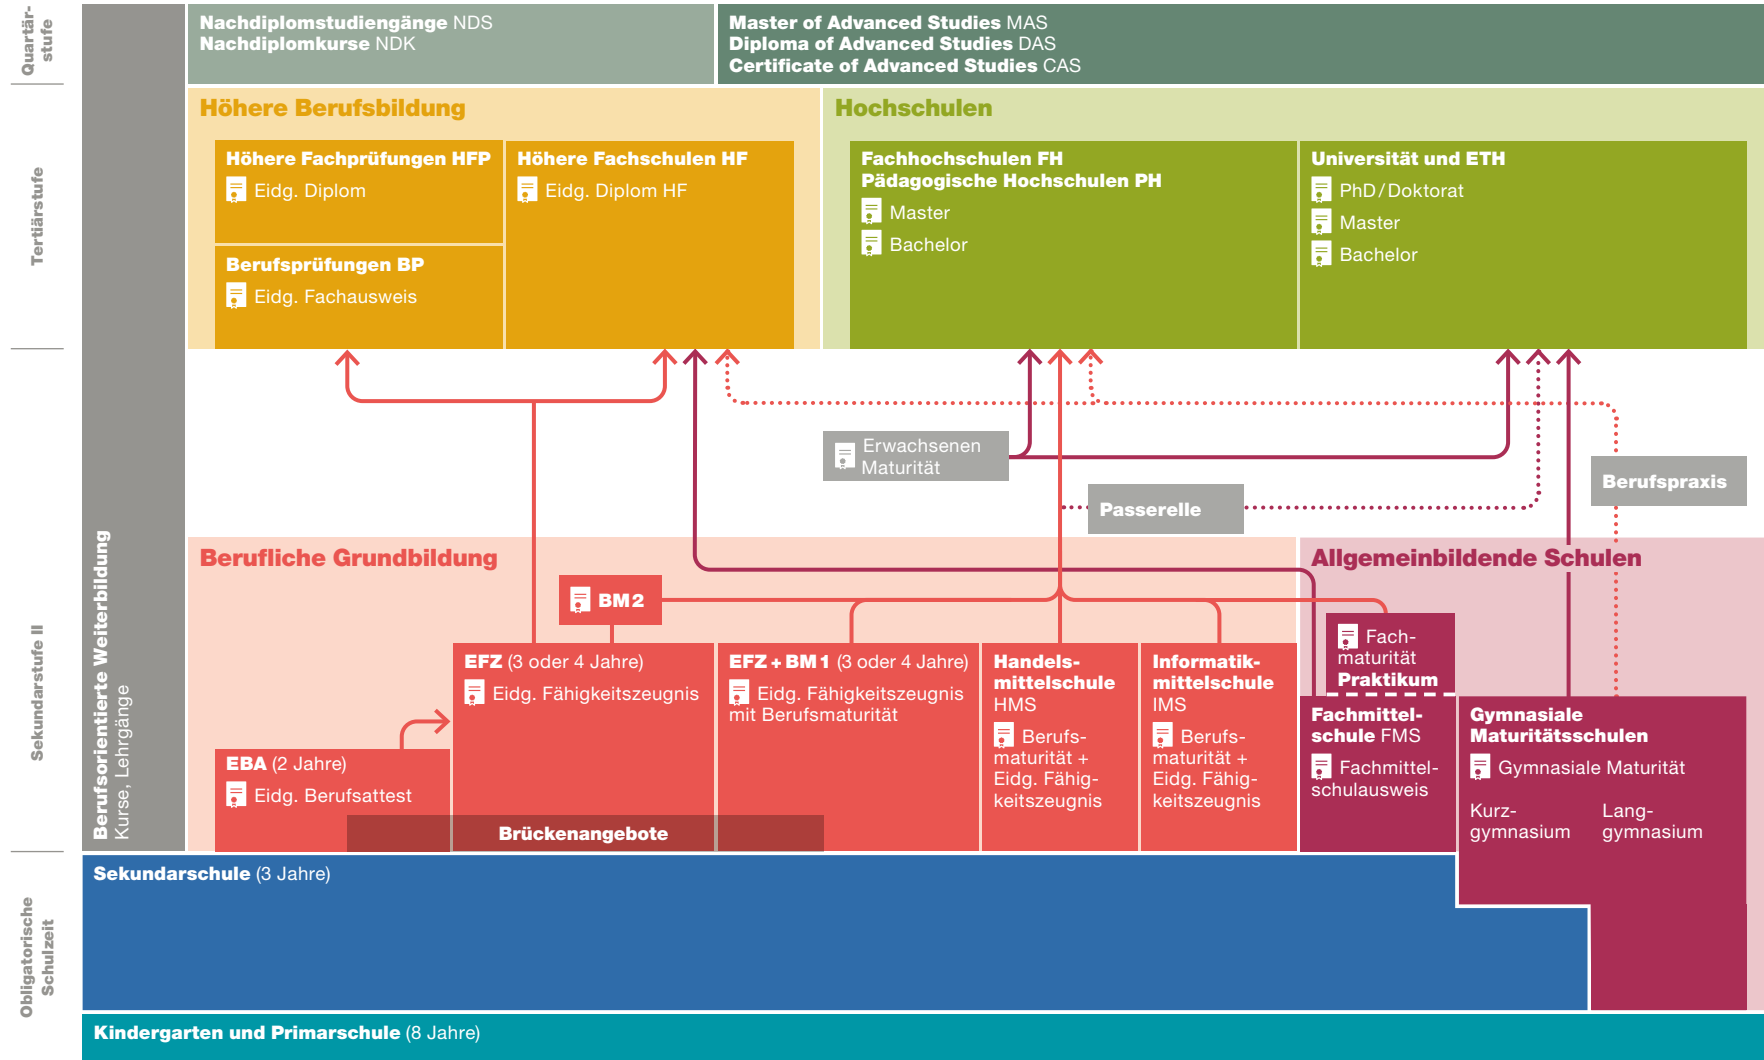 Quartär-
stufe
Nachdiplomstudiengänge NDS
Nachdiplomkurse NDK
Master of Advanced Studies MAS
Diploma of Advanced Studies DAS
Certificate of Advanced Studies CAS
Tertiärstufe
Höhere Berufsbildung
Höhere Fachprüfungen HFP
Eidg. Diplom
Berufsprüfungen BP
Eidg. Fachausweis
Höhere Fachschulen HF
Eidg. Diplom HF
Hochschulen
Fachhochschulen FH
Pädagogische Hochschulen PH
Master
Bachelor
Universität und ETH
PhD/Doktorat
Master
Bachelor
Erwachsenen
Maturität
Passerelle
Berufspraxis
Sekundarstufe II
Berufsorientierte Weiterbildung
Kurse, Lehrgänge
Berufliche Grundbildung
BM2
EBA (2 Jahre)
Eidg. Berufsattest
EFZ (3 oder 4 Jahre)
Eidg. Fähigkeitszeugnis
EFZ + BM1 (3 oder 4 Jahre)
Eidg. Fähigkeitszeugnis
mit Berufsmaturität
Brückenangebote
Handels-
mittelschule
HMS
Berufs-
maturität +
Eidg. Fähig-
keitszeugnis
Informatik-
mittelschule
IMS
Berufs-
maturität +
Eidg. Fähig-
keitszeugnis
Allgemeinbildende Schulen
Fach-
maturität
Praktikum
Fachmittel-
schule FMS
Fachmittel-
schulausweis
Gymnasiale
Maturitätsschulen
Gymnasiale Maturität
Kurz-
gymnasium
Lang-
gymnasium
Obligatorische
Schulzeit
Sekundarschule (3 Jahre)
Kindergarten und Primarschule (8 Jahre)